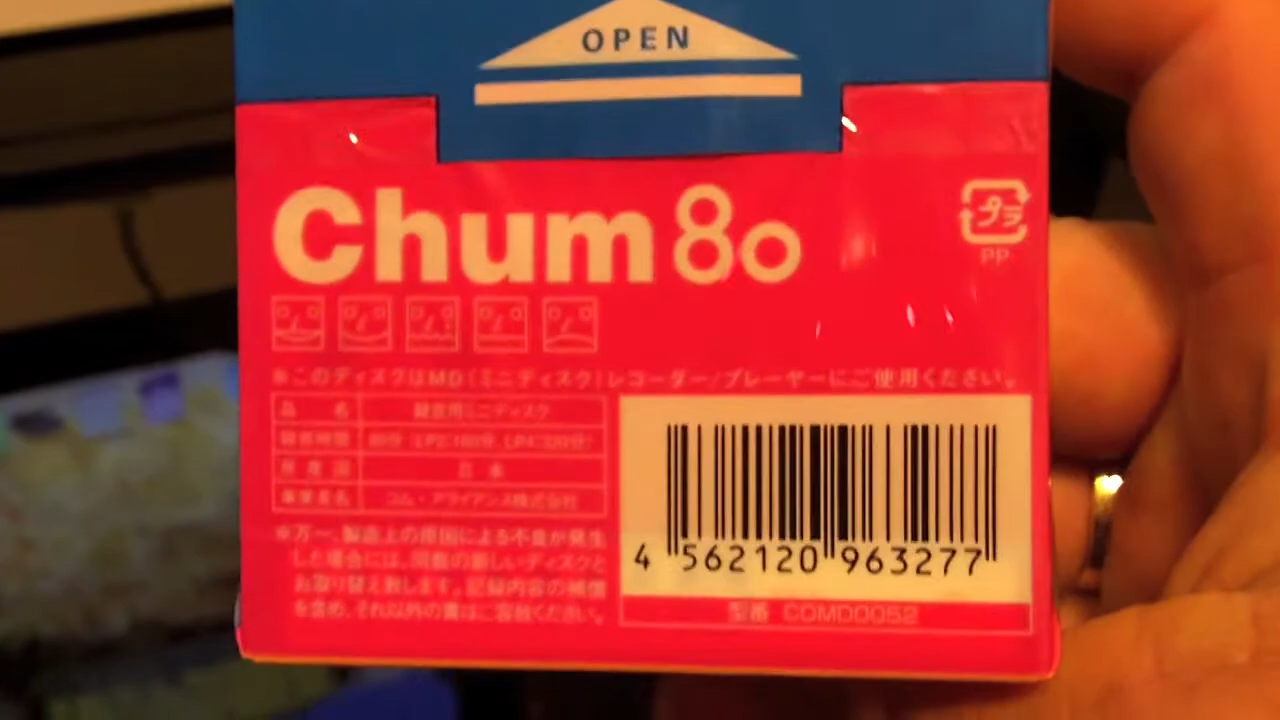 OPEN
Chum 80
プラ
PP
※このディスクはMD(ミニディスク)レコーダー/プレーヤーにご使用ください。
品 名 録音用ミニディスク
録音時間 80分 (LP2:160分, LP4:320分)
原産国 日本
事業者名 コム・アライアンス株式会社
※万一、製造上の原因による不良が発生
した場合には、同数の新しいディスクと
お取り替え致します。記録内容の補償
を含め、それ以外の責はご容赦ください。
4 562120 963277
型番 COMD0052